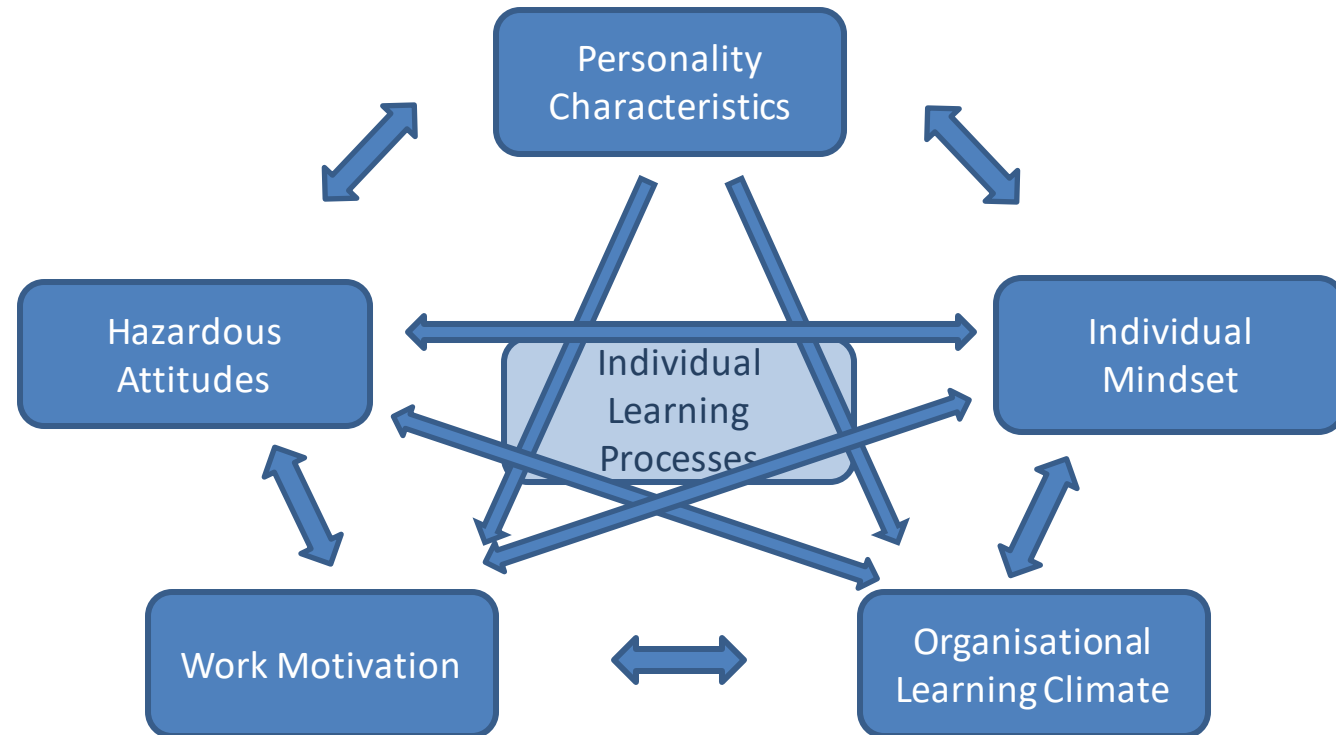 Personality
Characteristics
Hazardous
Attitudes
Individual
Learning
Processes
Individual
Mindset
Work Motivation
Organisational
Learning Climate